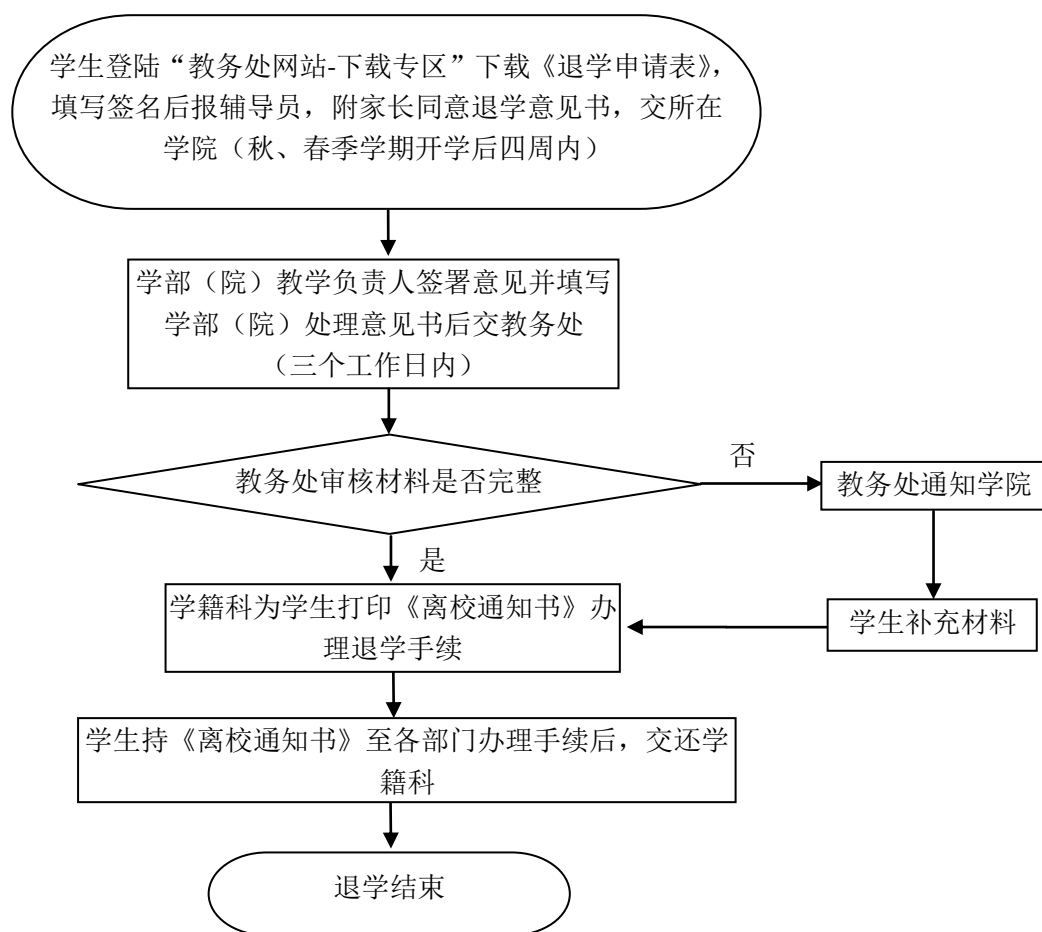 学生登陆“教务处网站-下载专区”下载《退学申请表》，
填写签名后报辅导员，附家长同意退学意见书，交所在
学院（秋、春季学期开学后四周内）
学部（院）教学负责人签署意见并填写
学部（院）处理意见书后交教务处
（三个工作日内）
教务处审核材料是否完整
否
教务处通知学院
是
学籍科为学生打印《离校通知书》办
理退学手续
学生补充材料
学生持《离校通知书》至各部门办理手续后，交还学
籍科
退学结束